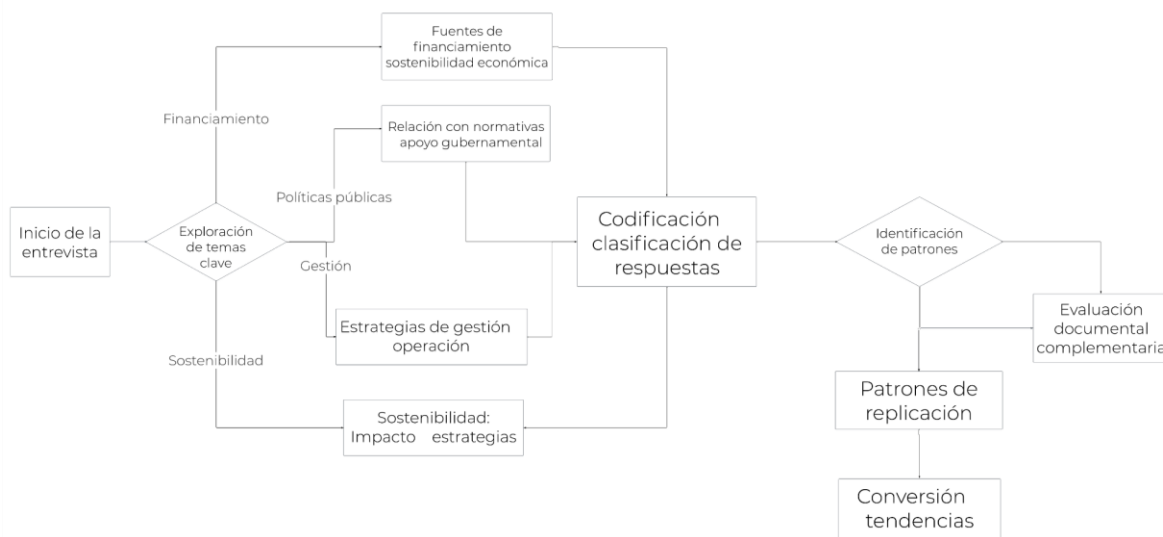 Fuentes de
financiamiento
sostenibilidad económica
Financiamiento
Relación con normativas
apoyo gubernamental
Políticas públicas
Inicio de la
entrevista
Exploración
de temas
clave
Gestión
Codificación
clasificación de
respuestas
Identificación
de patrones
Estrategias de gestión
operación
Evaluación
documental
complementaria
Sostenibilidad
Patrones de
replicación
Sostenibilidad:
Impacto estrategias
Conversión
tendencias